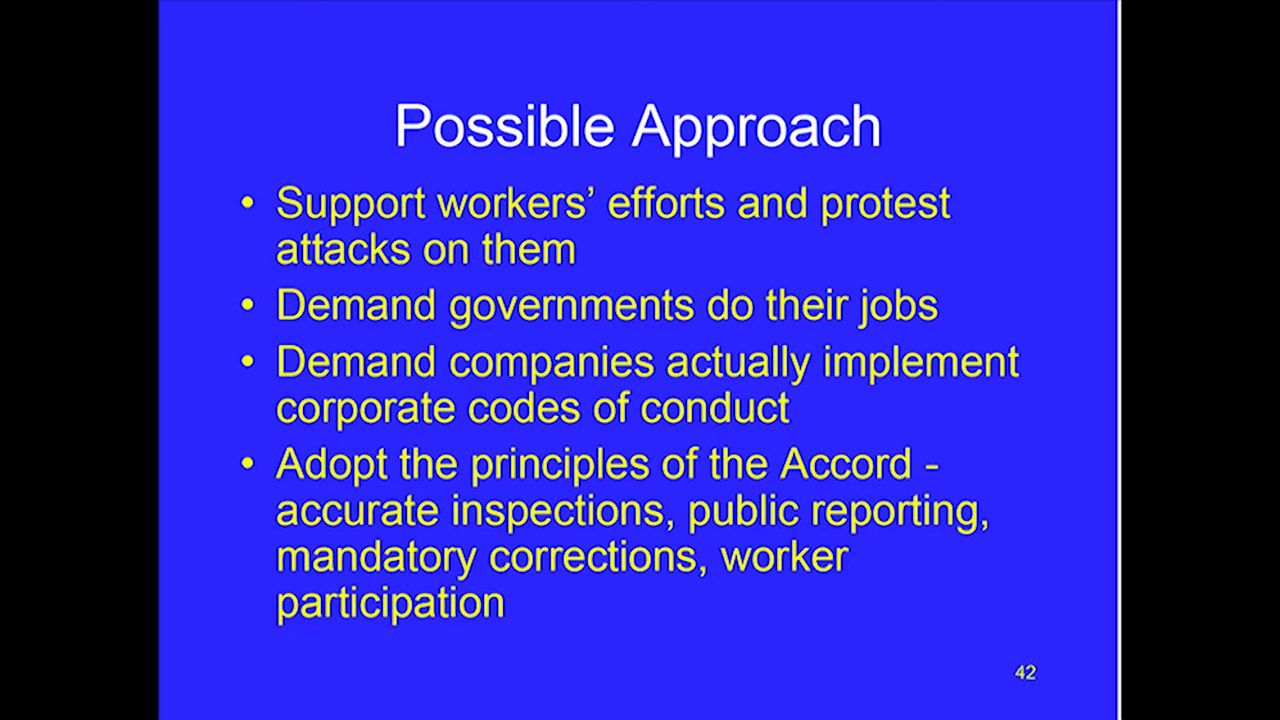 Possible Approach
• Support workers’ efforts and protest
attacks on them
• Demand governments do their jobs
• Demand companies actually implement
corporate codes of conduct
• Adopt the principles of the Accord -
accurate inspections, public reporting,
mandatory corrections, worker
participation
42